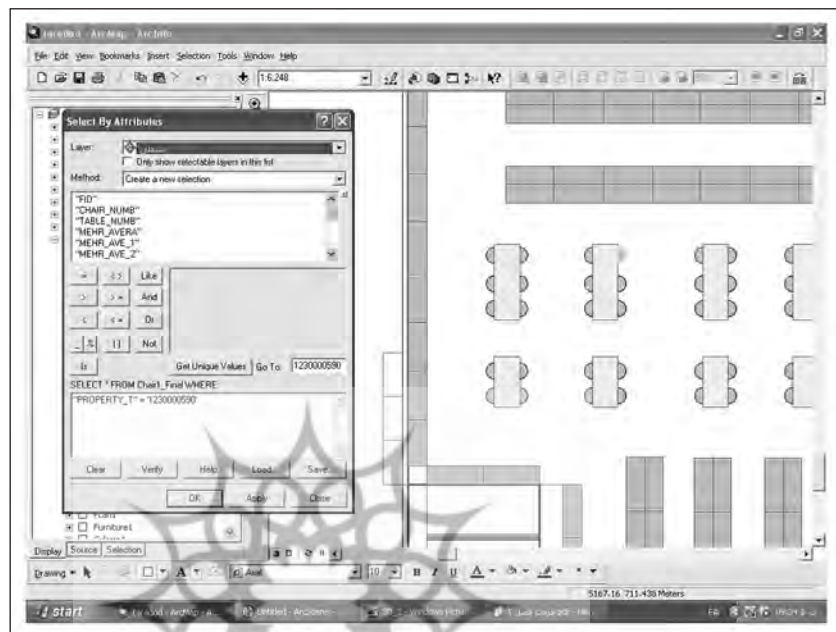 Untitled - ArcMap - ArcInfo
File Edit View Bookmarks Insert Selection Tools Window Help
1:6.248
Select By Attributes
Layer:
Only show selectable layers in this list
Method: Create a new selection
"FID"
"CHAIR_NUMB"
"TABLE_NUMB"
"MEHR_AVERA"
"MEHR_AVE_1"
"MEHR_AVE_2"
= < > Like
> > = And
< < = Or
_ % ( ) Not
Is Get Unique Values Go To: 1230000590
SELECT * FROM Chair1_Final WHERE:
"PROPERTY_T" = '1230000590'
Clear Verify Help Load... Save...
OK Apply Close
Furniture1
Display Source Selection
Drawing A Arial 10 B I U A
5167.16 711.438 Meters
start